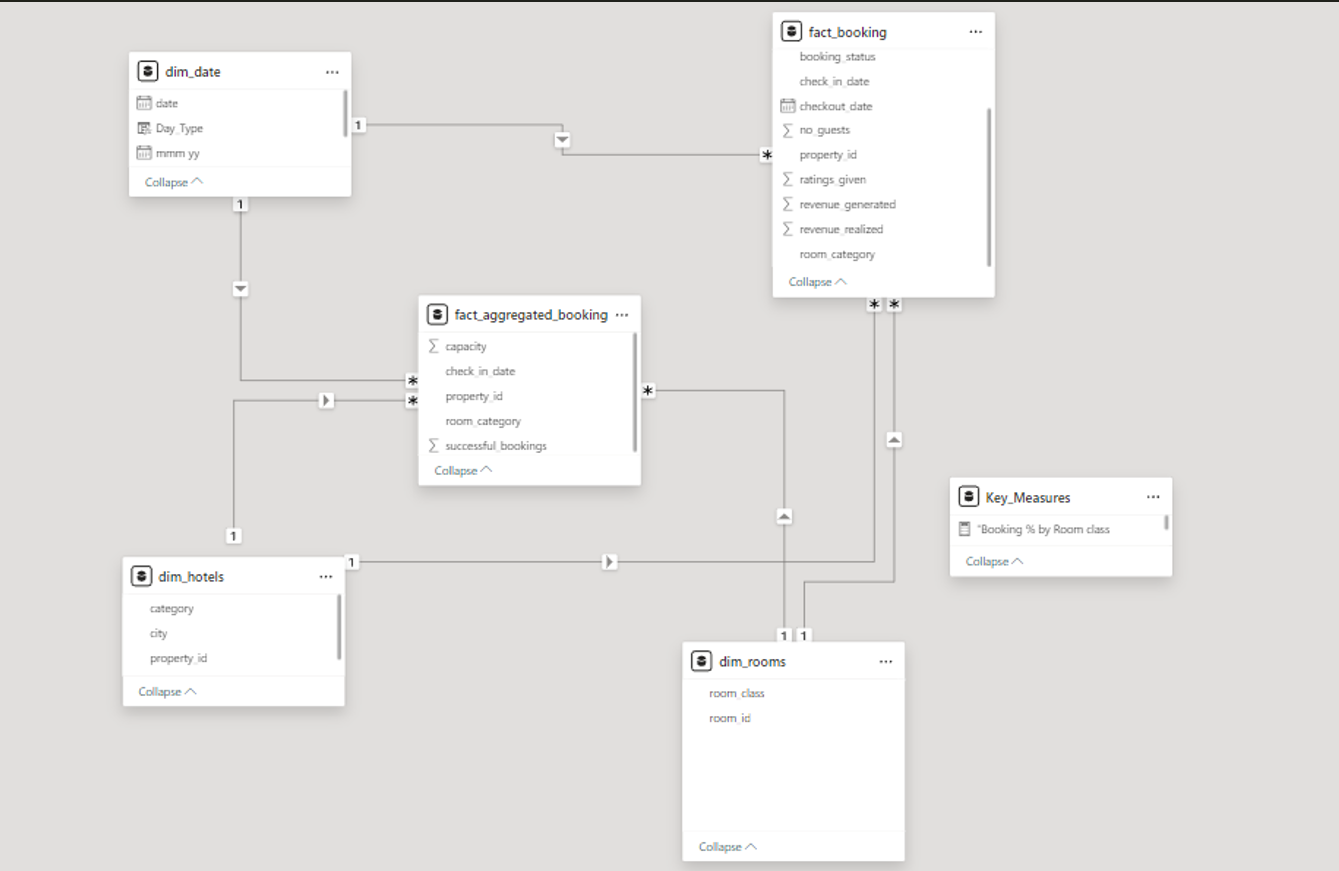 dim_date
date
Day_Type
mmm yy
Collapse
1
1
fact_booking
booking_status
check_in_date
checkout_date
no_guests
property_id
ratings_given
revenue_generated
revenue_realized
room_category
Collapse
*
* *
fact_aggregated_booking
capacity
check_in_date
property_id
room_category
successful_bookings
Collapse
*
*
*
1
1
dim_hotels
category
city
property_id
Collapse
Key_Measures
"Booking % by Room class
Collapse
1 1
dim_rooms
room_class
room_id
Collapse